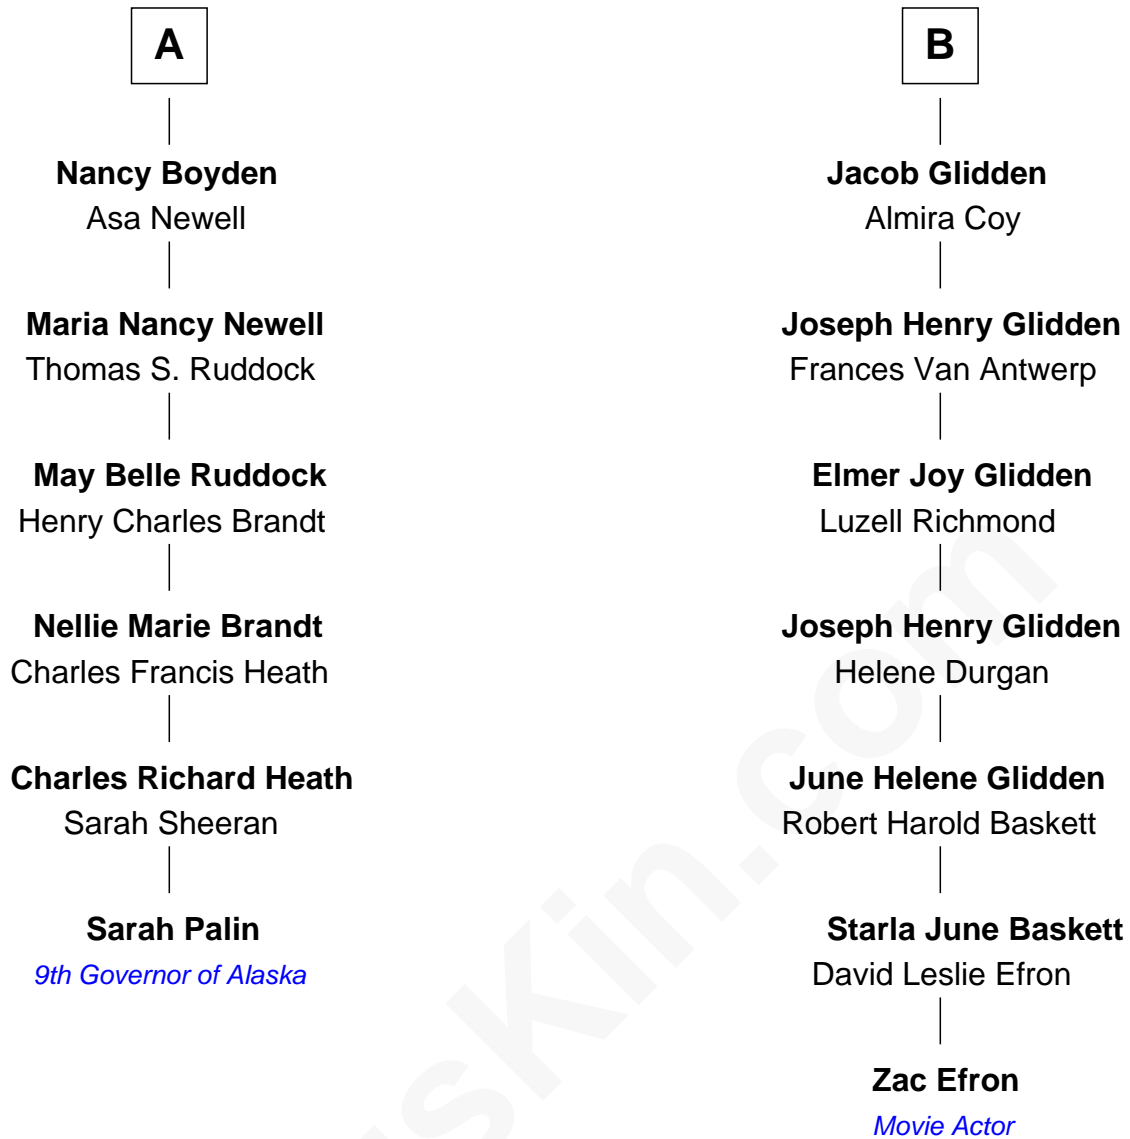 A
Nancy Boyden
Asa Newell
Maria Nancy Newell
Thomas S. Ruddock
May Belle Ruddock
Henry Charles Brandt
Nellie Marie Brandt
Charles Francis Heath
Charles Richard Heath
Sarah Sheeran
Sarah Palin
9th Governor of Alaska
B
Jacob Glidden
Almira Coy
Joseph Henry Glidden
Frances Van Antwerp
Elmer Joy Glidden
Luzell Richmond
Joseph Henry Glidden
Helene Durgan
June Helene Glidden
Robert Harold Baskett
Starla June Baskett
David Leslie Efron
Zac Efron
Movie Actor